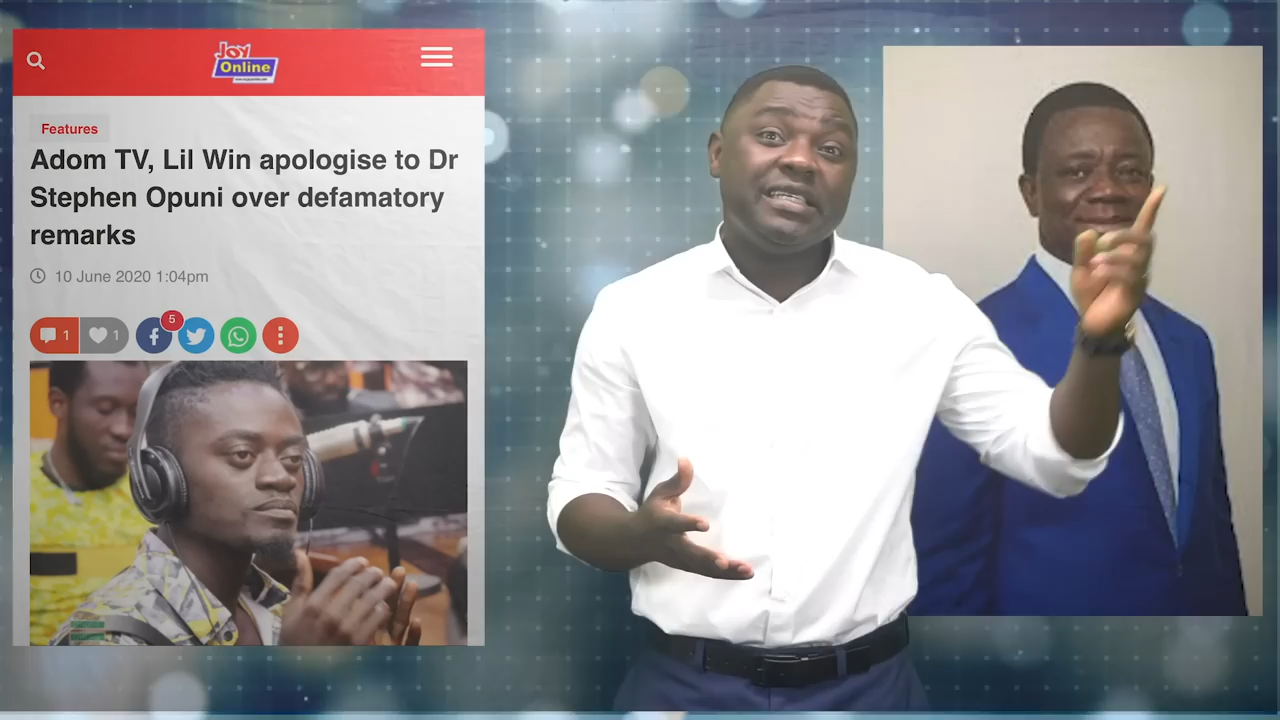 Joy
Online
Features
Adom TV, Lil Win apologise to Dr
Stephen Opuni over defamatory
remarks
10 June 2020 1:04pm
1
1
5